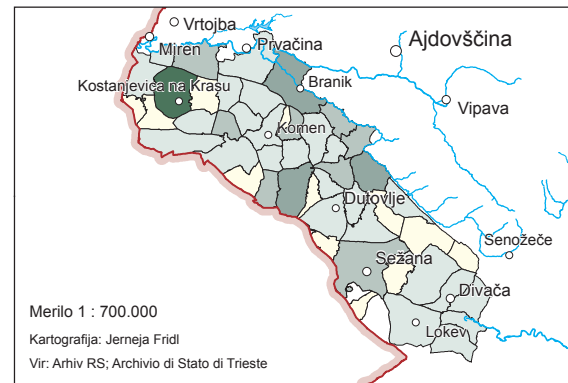 Vrtojba
Miren
Prvačina
Ajdovščina
Kostanjevica na Krasu
Branik
Vipava
Komen
Dutovlje
Senožeče
Sežana
Divača
Lokev
Merilo 1 : 700.000
Kartografija: Jerneja Fridl
Vir: Arhiv RS; Archivio di Stato di Trieste